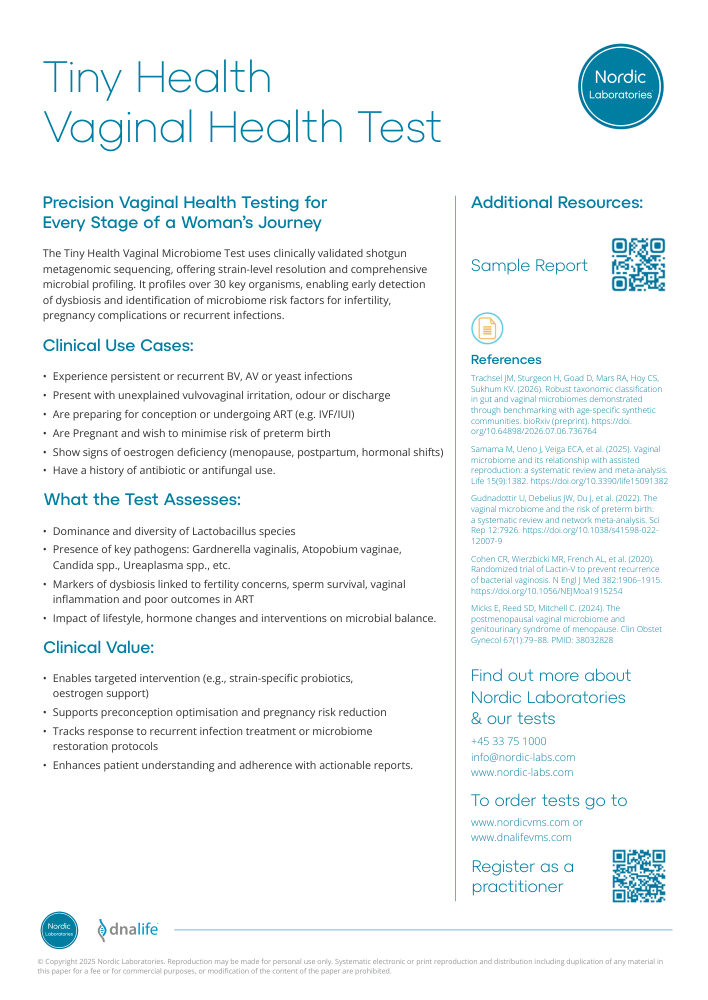 Tiny Health
Vaginal Health Test
Nordic
Laboratories
Precision Vaginal Health Testing for
Every Stage of a Woman’s Journey
The Tiny Health Vaginal Microbiome Test uses clinically validated shotgun
metagenomic sequencing, offering strain-level resolution and comprehensive
microbial profiling. It profiles over 30 key organisms, enabling early detection
of dysbiosis and identification of microbiome risk factors for infertility,
pregnancy complications or recurrent infections.
Clinical Use Cases:
• Experience persistent or recurrent BV, AV or yeast infections
• Present with unexplained vulvovaginal irritation, odour or discharge
• Are preparing for conception or undergoing ART (e.g. IVF/IUI)
• Are Pregnant and wish to minimise risk of preterm birth
• Show signs of oestrogen deficiency (menopause, postpartum, hormonal shifts)
• Have a history of antibiotic or antifungal use.
What the Test Assesses:
• Dominance and diversity of Lactobacillus species
• Presence of key pathogens: Gardnerella vaginalis, Atopobium vaginae,
Candida spp., Ureaplasma spp., etc.
• Markers of dysbiosis linked to fertility concerns, sperm survival, vaginal
inflammation and poor outcomes in ART
• Impact of lifestyle, hormone changes and interventions on microbial balance.
Clinical Value:
• Enables targeted intervention (e.g., strain-specific probiotics,
oestrogen support)
• Supports preconception optimisation and pregnancy risk reduction
• Tracks response to recurrent infection treatment or microbiome
restoration protocols
• Enhances patient understanding and adherence with actionable reports.
Additional Resources:
Sample Report
References
Trachsel JM, Sturgeon H, Goad D, Mars RA, Hoy CS,
Sukhum KV. (2026). Robust taxonomic classification
in gut and vaginal microbiomes demonstrated
through benchmarking with age-specific synthetic
communities. bioRxiv (preprint). https://doi.
org/10.64898/2026.07.06.736764
Samama M, Ueno J, Veiga ECA, et al. (2025). Vaginal
microbiome and its relationship with assisted
reproduction: a systematic review and meta-analysis.
Life 15(9):1382. https://doi.org/10.3390/life15091382
Gudnadottir U, Debelius JW, Du J, et al. (2022). The
vaginal microbiome and the risk of preterm birth:
a systematic review and network meta-analysis. Sci
Rep 12:7926. https://doi.org/10.1038/s41598-022-
12007-9
Cohen CR, Wierzbicki MR, French AL, et al. (2020).
Randomized trial of Lactin-V to prevent recurrence
of bacterial vaginosis. N Engl J Med 382:1906–1915.
https://doi.org/10.1056/NEJMoa1915254
Micks E, Reed SD, Mitchell C. (2024). The
postmenopausal vaginal microbiome and
genitourinary syndrome of menopause. Clin Obstet
Gynecol 67(1):79–88. PMID: 38032828
Find out more about
Nordic Laboratories
& our tests
+45 33 75 1000
info@nordic-labs.com
www.nordic-labs.com
To order tests go to
www.nordicvms.com or
www.dnalifevms.com
Register as a
practitioner
Nordic
Laboratories
dnalife
© Copyright 2025 Nordic Laboratories. Reproduction may be made for personal use only. Systematic electronic or print reproduction and distribution including duplication of any material in
this paper for a fee or for commercial purposes, or modification of the content of the paper are prohibited.